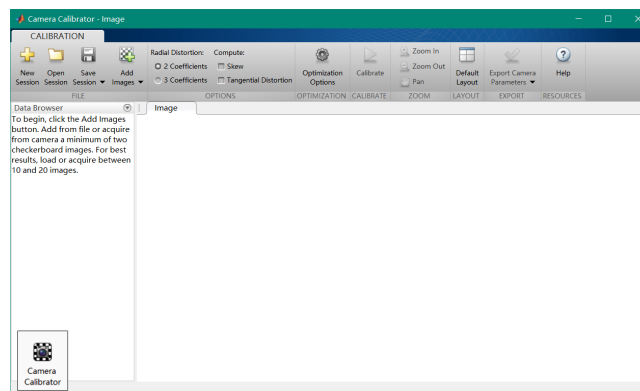 Camera Calibrator - Image
CALIBRATION
New Session
Open Session
Save Session
Add Images
FILE
Radial Distortion:
2 Coefficients
3 Coefficients
Compute:
Skew
Tangential Distortion
OPTIONS
Optimization Options
OPTIMIZATION
Calibrate
CALIBRATE
Zoom In
Zoom Out
Pan
ZOOM
Default Layout
LAYOUT
Export Camera Parameters
EXPORT
Help
RESOURCES
Data Browser
To begin, click the Add Images
button. Add from file or acquire
from camera a minimum of two
checkerboard images. For best
results, load or acquire between
10 and 20 images.
Image
Camera
Calibrator